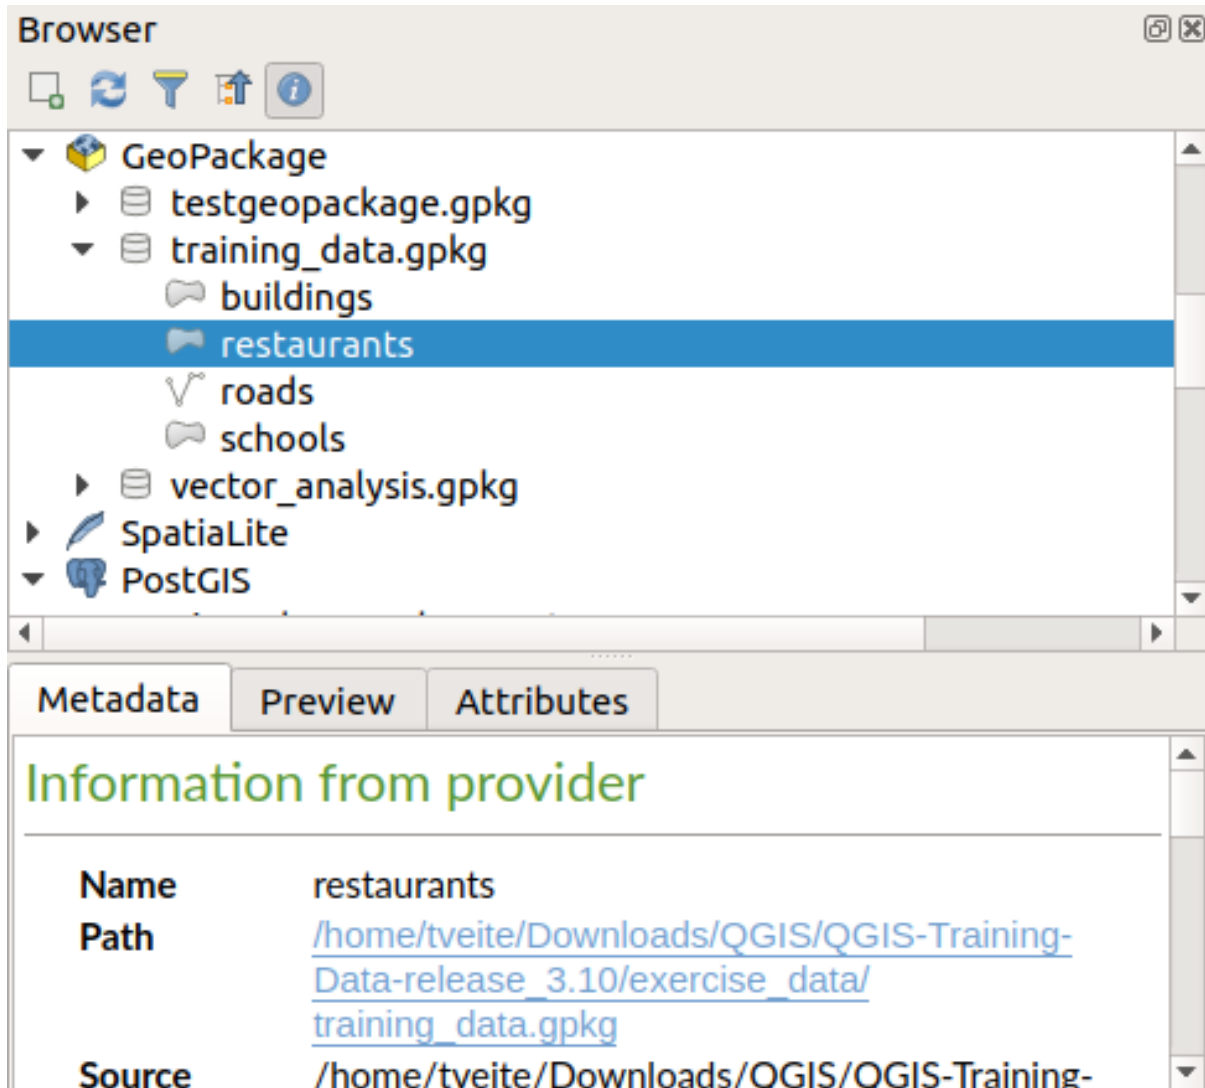 Browser
GeoPackage
testgeopackage.gpkg
training_data.gpkg
buildings
restaurants
roads
schools
vector_analysis.gpkg
SpatiaLite
PostGIS
Metadata Preview Attributes
Information from provider
Name restaurants
Path /home/tveite/Downloads/QGIS/QGIS-Training-
Data-release_3.10/exercise_data/
training_data.gpkg
Source /home/tveite/Downloads/QGIS/QGIS-Training-